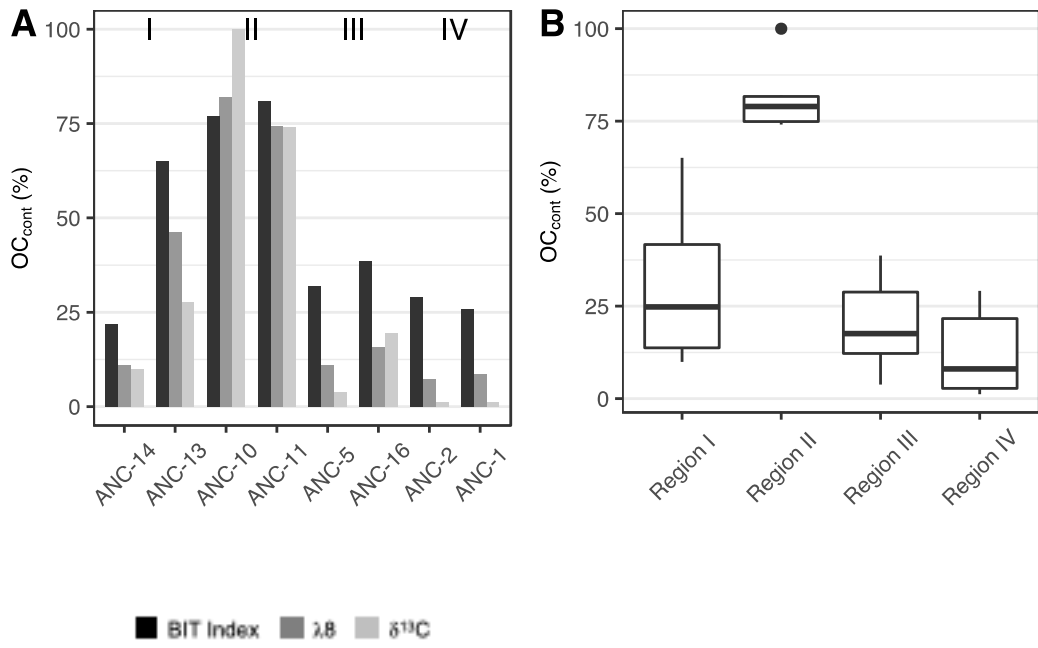 A
I
II
III
IV
100
75
50
25
0
OCcont (%)
ANC-14
ANC-13
ANC-10
ANC-11
ANC-5
ANC-16
ANC-2
ANC-1
B
100
75
50
25
0
OCcont (%)
Region I
Region II
Region III
Region IV
BIT Index λ8 δ¹³C